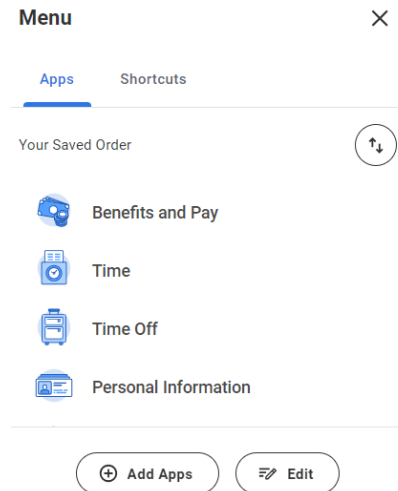 Menu
Apps
Shortcuts
Your Saved Order
Benefits and Pay
Time
Time Off
Personal Information
Add Apps
Edit